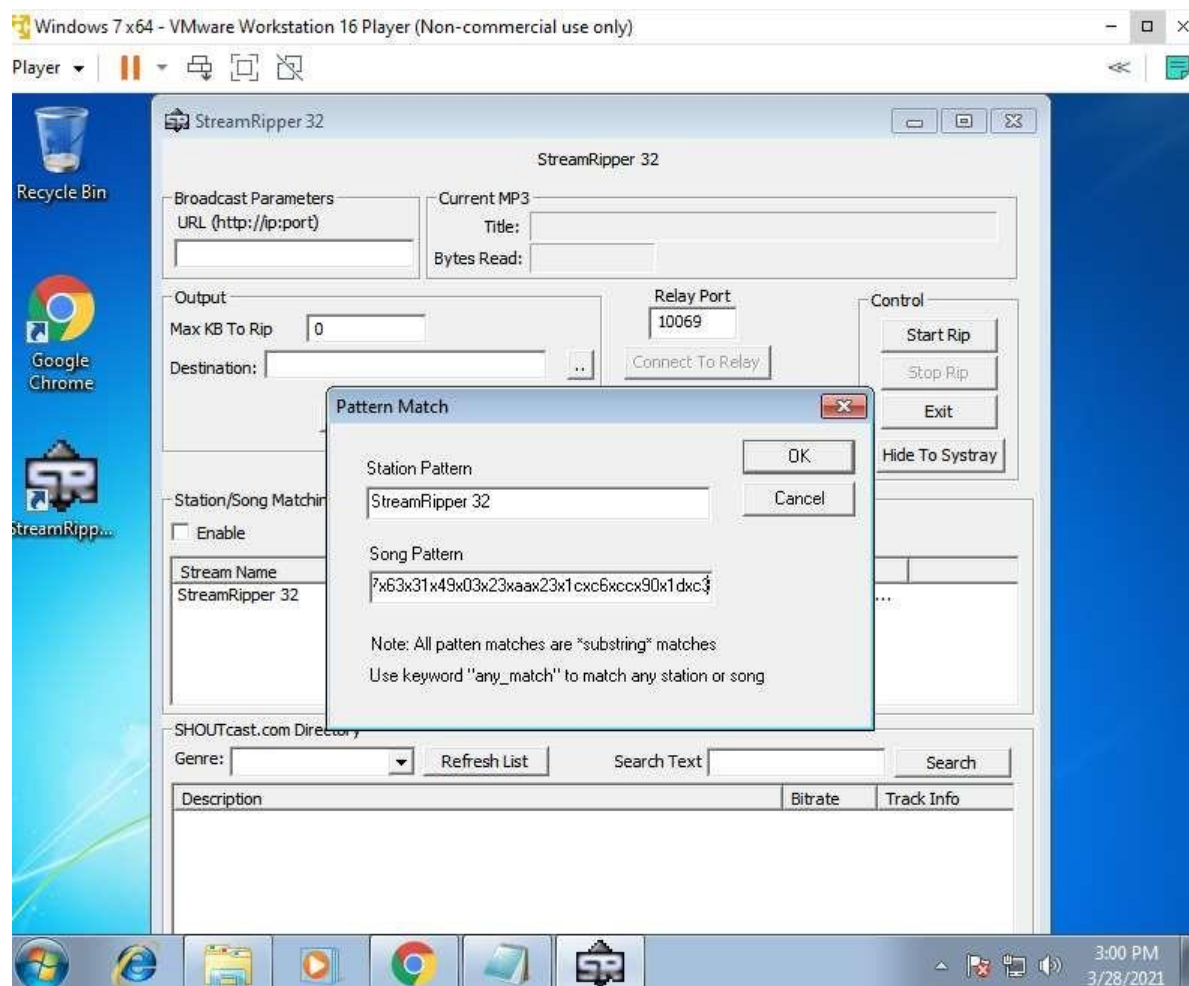 Windows 7 x64 - VMware Workstation 16 Player (Non-commercial use only)
Player
StreamRipper 32
StreamRipper 32
Recycle Bin
Broadcast Parameters
URL (http://ip:port)
Current MP3
Title:
Bytes Read:
Output
Max KB To Rip 0
Destination:
..
Relay Port
10069
Connect To Relay
Control
Start Rip
Stop Rip
Exit
Hide To Systray
Google
Chrome
Pattern Match
Station Pattern
StreamRipper 32
OK
Cancel
Song Pattern
7x63x31x49x03x23xaax23x1cxc6xccx90x1dxc3
Note: All patten matches are *substring* matches
Use keyword "any_match" to match any station or song
SR
StreamRipp...
Station/Song Matchin
Enable
Stream Name
StreamRipper 32
...
SHOUTcast.com Directory
Genre:
Refresh List
Search Text
Search
Description Bitrate Track Info
SR
3:00 PM
3/28/2021